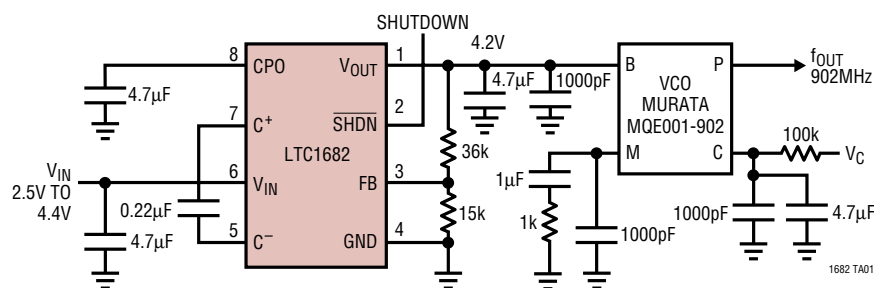 SHUTDOWN
8
CPO
4.7µF
7
C+
VIN
2.5V TO
4.4V
6
VIN
0.22µF
4.7µF
5
C–
LTC1682
VOUT
1
4.2V
2
SHDN
36k
3
FB
15k
4
GND
4.7µF
1000pF
B
VCO
MURATA
MQE001-902
P
fOUT
902MHz
M
C
100k
VC
1µF
1k
1000pF
1000pF
4.7µF
1682 TA01